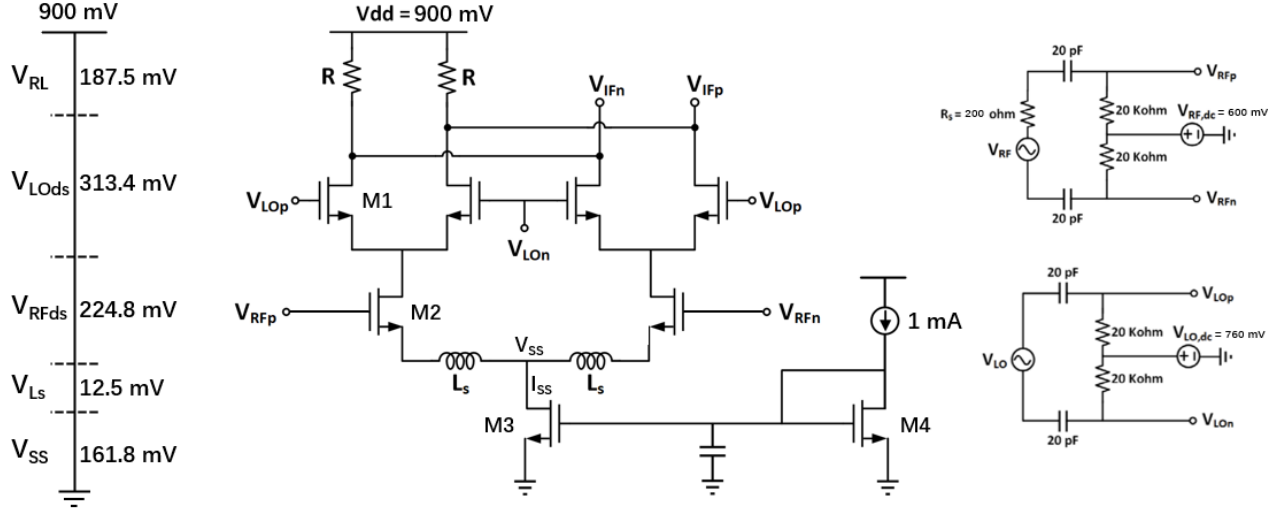 900 mV
V_RL 187.5 mV
V_LOds 313.4 mV
V_RFds 224.8 mV
V_Ls 12.5 mV
V_SS 161.8 mV
Vdd = 900 mV
R
R
V_IFn
V_IFp
V_LOp
M1
V_LOn
V_LOp
V_RFp
M2
V_RFn
V_SS
L_s
L_s
I_SS
M3
M4
1 mA
20 pF
V_RFp
R_s = 200 ohm
20 Kohm
V_RF,dc = 600 mV
V_RF
+
20 Kohm
V_RFn
20 pF
20 pF
V_LOp
20 Kohm
V_LO,dc = 760 mV
V_LO
+
20 Kohm
V_LOn
20 pF